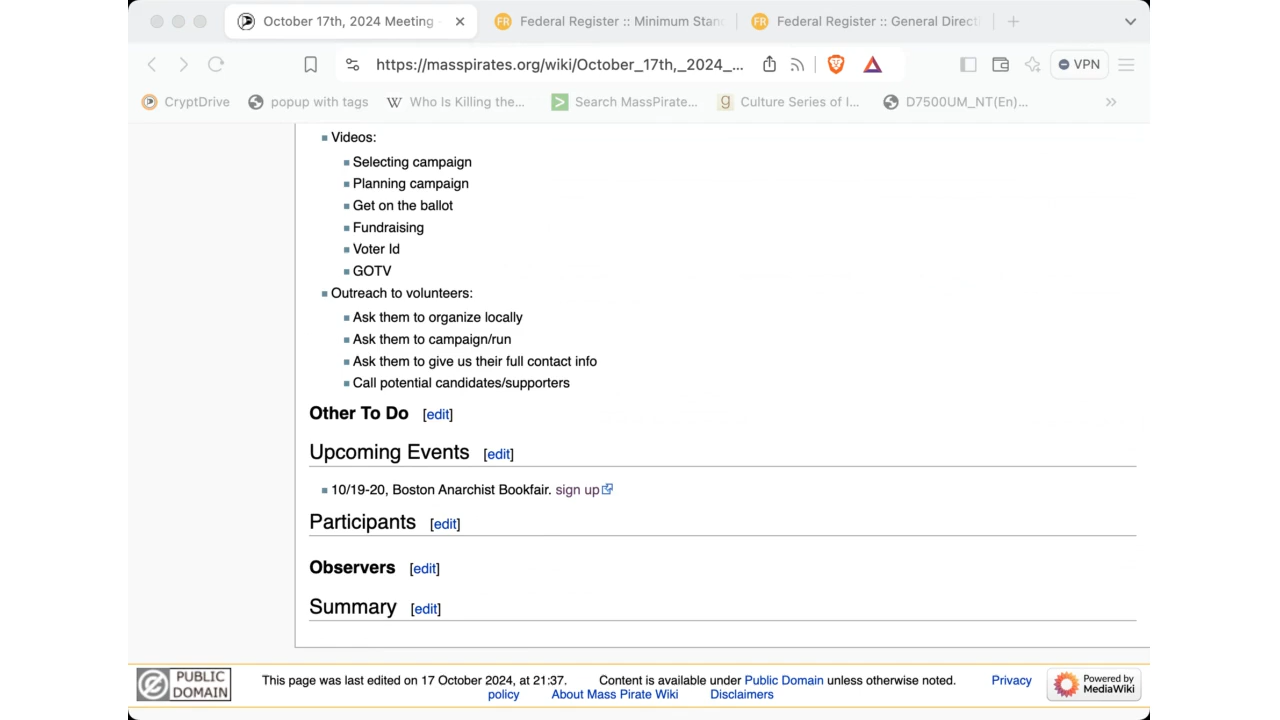 October 17th, 2024 Meeting
FR Federal Register :: Minimum Stan
FR Federal Register :: General Directi
https://masspirates.org/wiki/October_17th,_2024_...
VPN
CryptDrive
popup with tags
W Who Is Killing the...
Search MassPirate...
g Culture Series of I...
D7500UM_NT(En)...
Videos:
Selecting campaign
Planning campaign
Get on the ballot
Fundraising
Voter Id
GOTV
Outreach to volunteers:
Ask them to organize locally
Ask them to campaign/run
Ask them to give us their full contact info
Call potential candidates/supporters
Other To Do [edit]
Upcoming Events [edit]
10/19-20, Boston Anarchist Bookfair. sign up
Participants [edit]
Observers [edit]
Summary [edit]
PUBLIC
DOMAIN
This page was last edited on 17 October 2024, at 21:37. Content is available under Public Domain unless otherwise noted. Privacy
policy About Mass Pirate Wiki Disclaimers
Powered by
MediaWiki